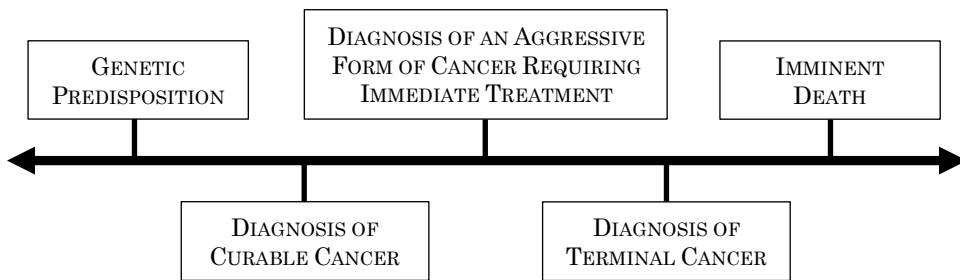 GENETIC
PREDISPOSITION
DIAGNOSIS OF AN AGGRESSIVE
FORM OF CANCER REQUIRING
IMMEDIATE TREATMENT
IMMINENT
DEATH
DIAGNOSIS OF
CURABLE CANCER
DIAGNOSIS OF
TERMINAL CANCER